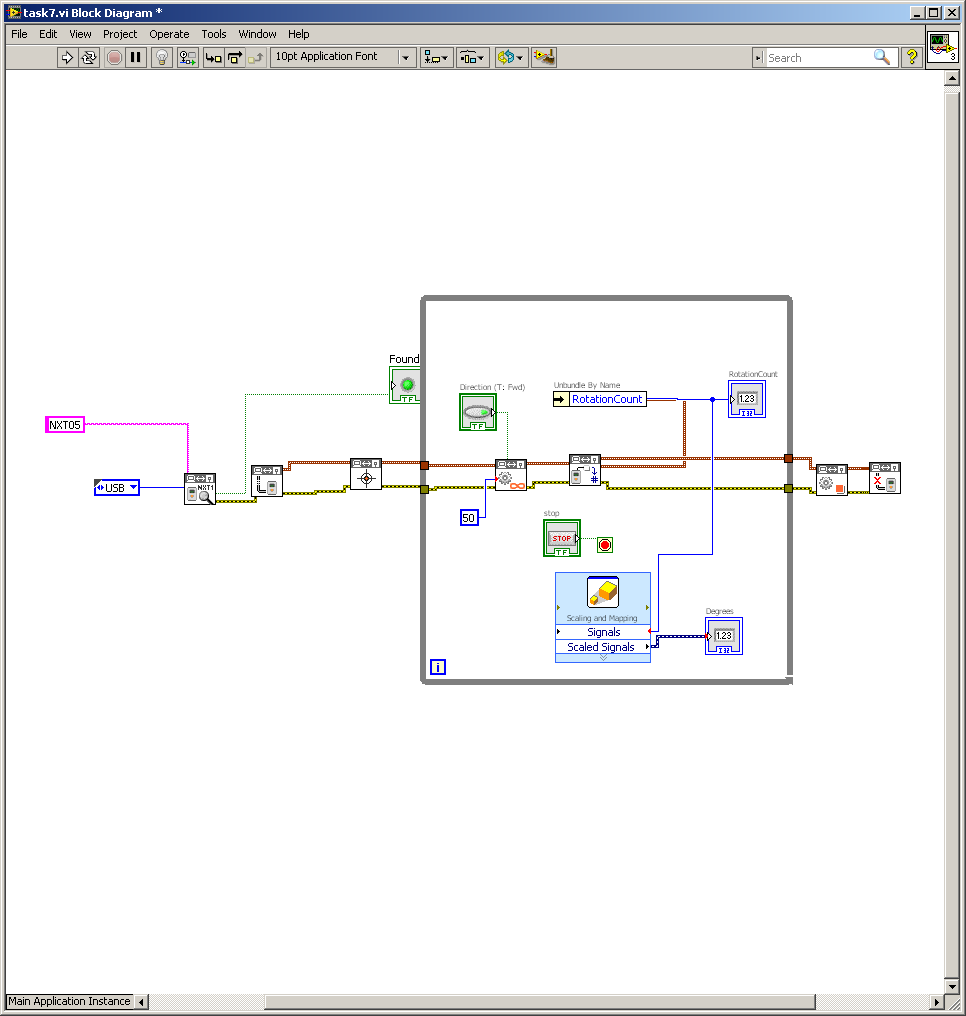 task7.vi Block Diagram *
File Edit View Project Operate Tools Window Help
10pt Application Font
Search
?
3
Found
TF
Direction (T: Fwd)
TF
Unbundle By Name
RotationCount
RotationCount
1.23
I32
NXT05
USB
NXT1
50
#
stop
STOP
TF
Scaling and Mapping
Signals
Scaled Signals
Degrees
1.23
I32
i
Main Application Instance